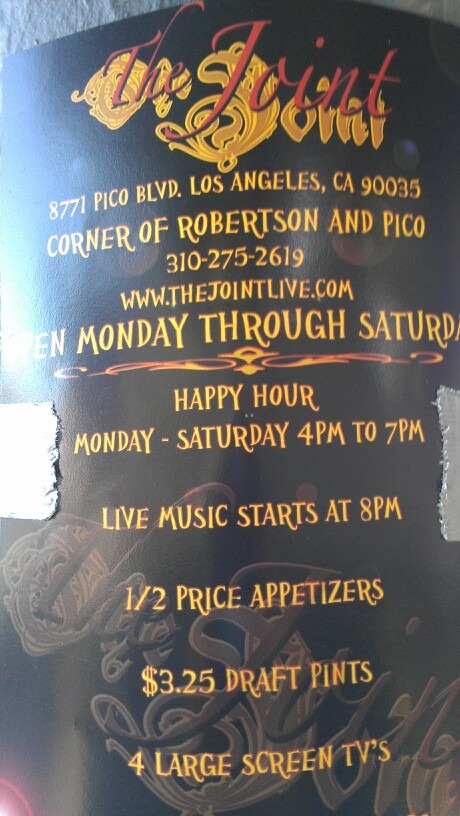 The Joint
8771 PICO BLVD. LOS ANGELES, CA 90035
CORNER OF ROBERTSON AND PICO
310-275-2619
WWW.THEJOINTLIVE.COM
OPEN MONDAY THROUGH SATURDA
HAPPY HOUR
MONDAY - SATURDAY 4PM TO 7PM
LIVE MUSIC STARTS AT 8PM
1/2 PRICE APPETIZERS
$3.25 DRAFT PINTS
4 LARGE SCREEN TV'S